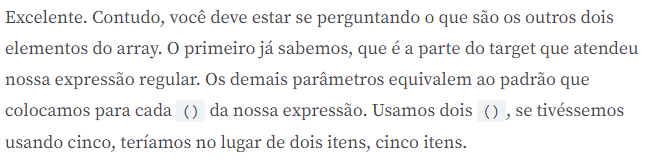 Excelente. Contudo, você deve estar se perguntando o que são os outros dois
elementos do array. O primeiro já sabemos, que é a parte do target que atendeu
nossa expressão regular. Os demais parâmetros equivalem ao padrão que
colocamos para cada () da nossa expressão. Usamos dois (), se tivéssemos
usando cinco, teríamos no lugar de dois itens, cinco itens.